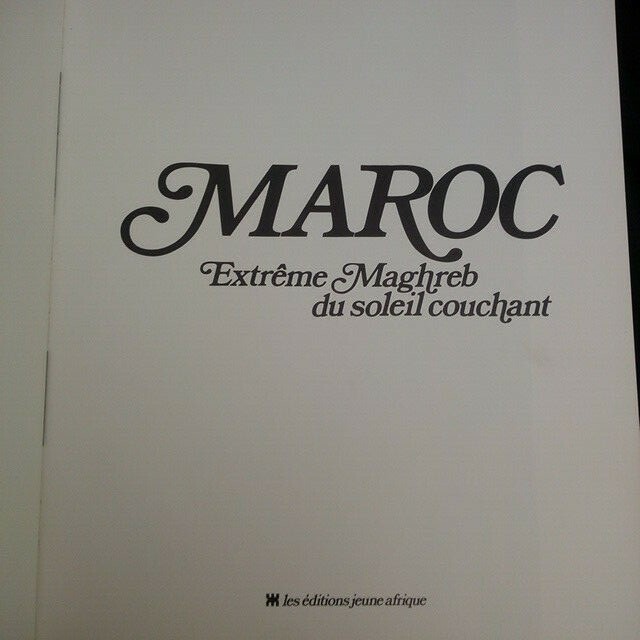 MAROC
Extrême Maghreb
du soleil couchant
les éditions jeune afrique